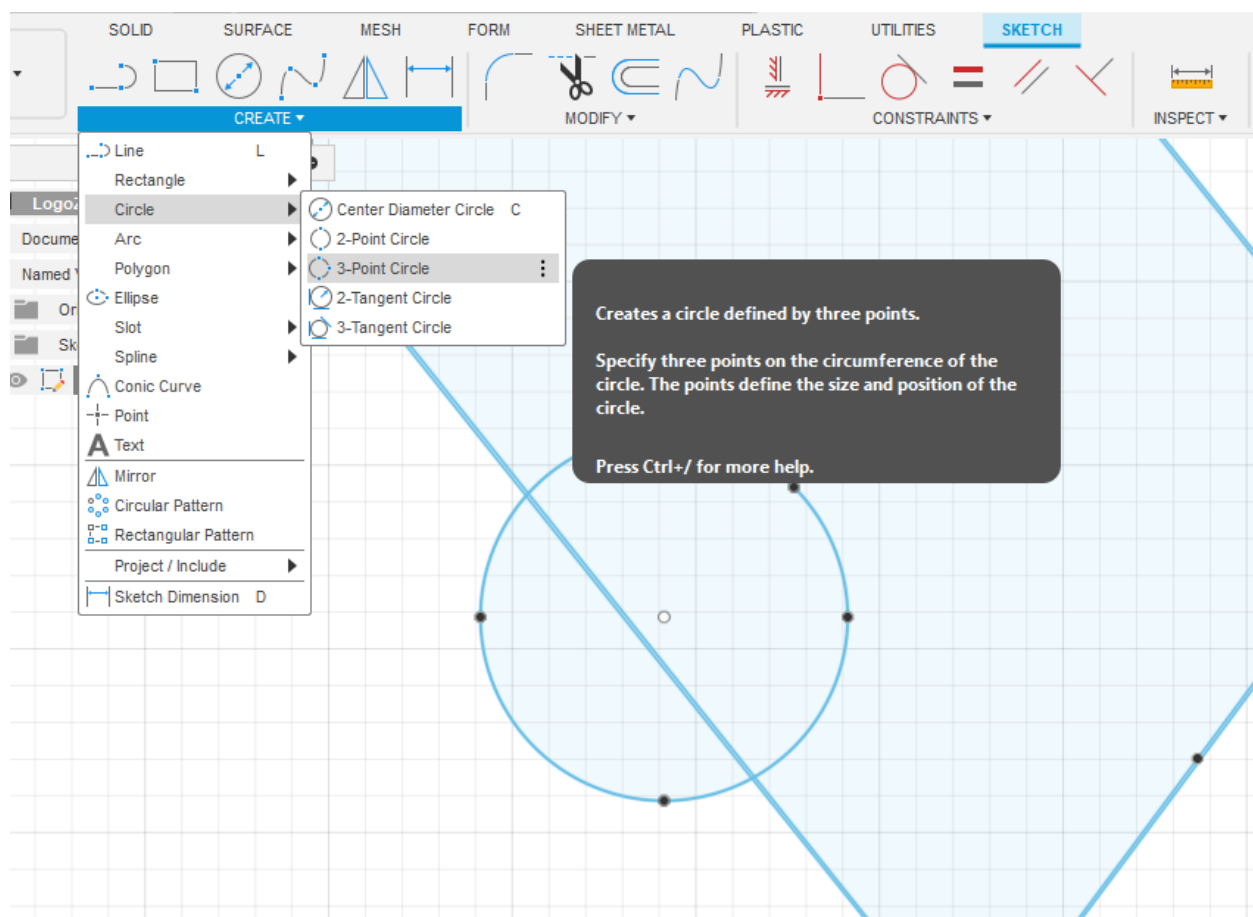 SOLID SURFACE MESH FORM SHEET METAL PLASTIC UTILITIES SKETCH
CREATE MODIFY CONSTRAINTS INSPECT
Line L
Rectangle
Circle
Arc
Polygon
Ellipse
Slot
Spline
Conic Curve
Point
A Text
Mirror
Circular Pattern
Rectangular Pattern
Project / Include
Sketch Dimension D
Center Diameter Circle C
2-Point Circle
3-Point Circle
2-Tangent Circle
3-Tangent Circle
Creates a circle defined by three points.
Specify three points on the circumference of the
circle. The points define the size and position of the
circle.
Press Ctrl+/ for more help.
Docume
Named
Or
Sk